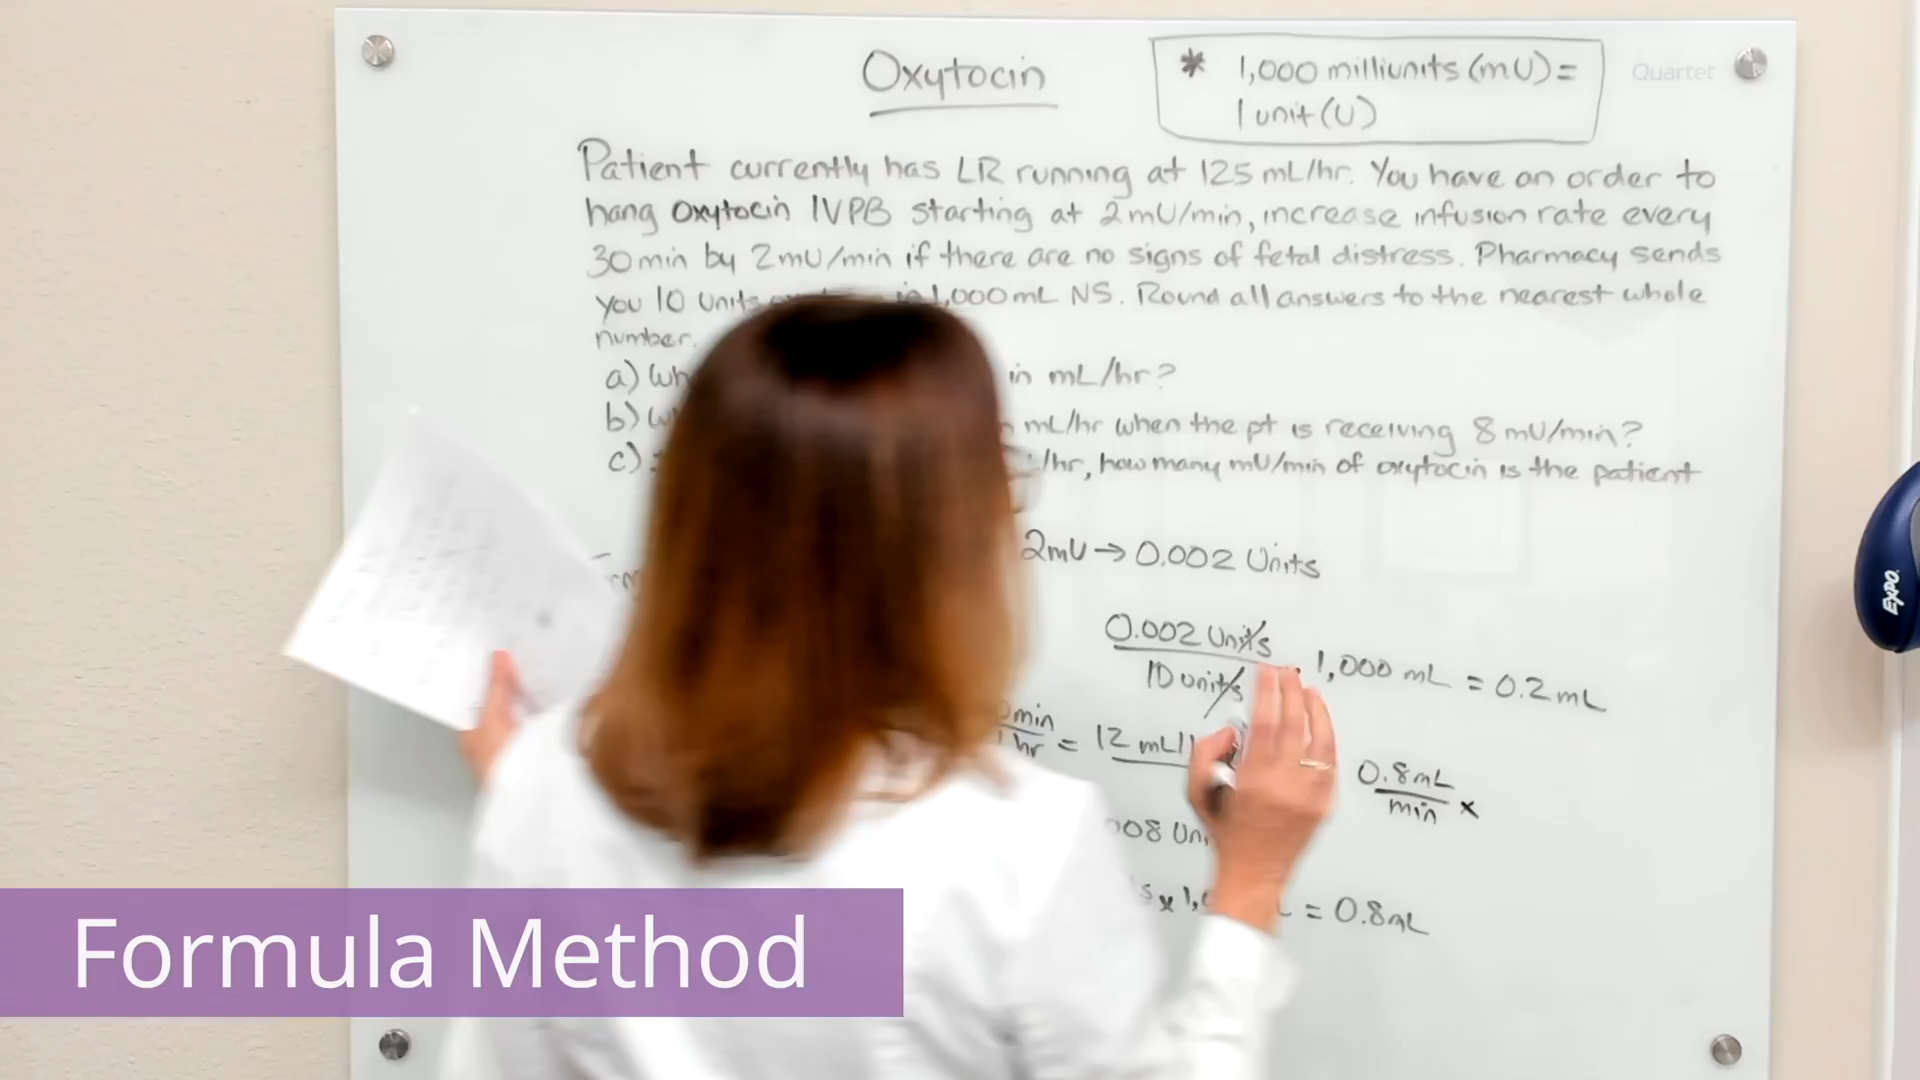 Oxytocin
* 1,000 milliunits (mU) =
1 unit (U)
Quartet
Patient currently has LR running at 125 mL/hr. You have an order to
hang Oxytocin IVPB starting at 2mU/min, increase infusion rate every
30min by 2mU/min if there are no signs of fetal distress. Pharmacy sends
you 10 Units 1,000mL NS. Round all answers to the nearest whole
number.
a) in mL/hr?
b) mL/hr when the pt is receiving 8 mU/min?
c) /hr, how many mU/min of oxytocin is the patient
2mU → 0.002 Units
0.002 Units
10 units
1,000 mL = 0.2 mL
min
hr = 12 mL/
0.8mL
min x
= 0.8mL
EXPO
Formula Method